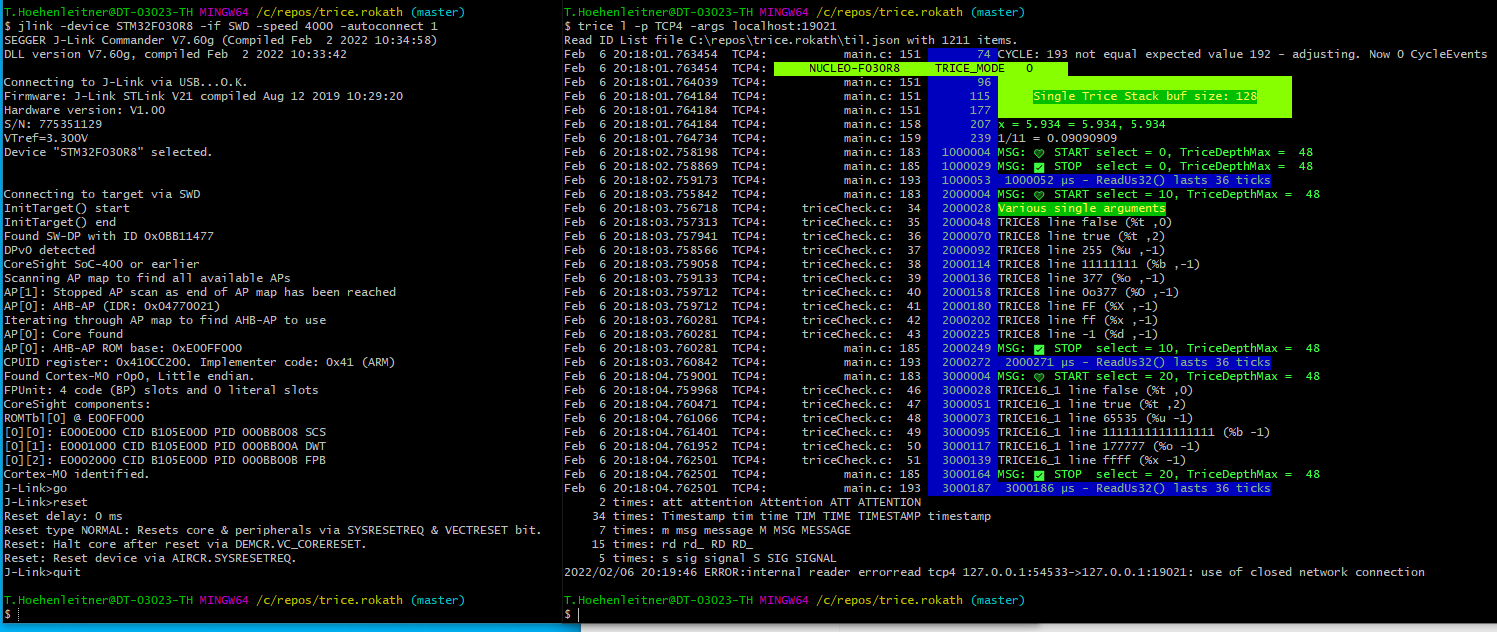 T.Hoehenleitner@DT-03023-TH MINGW64 /c/repos/trice.rokath (master)
$ jlink -device STM32F030R8 -if SWD -speed 4000 -autoconnect 1
SEGGER J-Link Commander V7.60g (Compiled Feb  2 2022 10:34:58)
DLL version V7.60g, compiled Feb  2 2022 10:33:42

Connecting to J-Link via USB...O.K.
Firmware: J-Link STLink V21 compiled Aug 12 2019 10:29:20
Hardware version: V1.00
S/N: 775351129
VTref=3.300V
Device "STM32F030R8" selected.

Connecting to target via SWD
InitTarget() start
InitTarget() end
Found SW-DP with ID 0x0BB11477
DPv0 detected
CoreSight SoC-400 or earlier
Scanning AP map to find all available APs
AP[1]: Stopped AP scan as end of AP map has been reached
AP[0]: AHB-AP (IDR: 0x04770021)
Iterating through AP map to find AHB-AP to use
AP[0]: Core found
AP[0]: AHB-AP ROM base: 0xE00FF000
CPUID register: 0x410CC200. Implementer code: 0x41 (ARM)
Found Cortex-M0 r0p0, Little endian.
FPUnit: 4 code (BP) slots and 0 literal slots
CoreSight components:
ROMTbl[0] @ E00FF000
[0][0]: E000E000 CID B105E00D PID 000BB008 SCS
[0][1]: E0001000 CID B105E00D PID 000BB00A DWT
[0][2]: E0002000 CID B105E00D PID 000BB00B FPB
Cortex-M0 identified.
J-Link>go
J-Link>reset
Reset delay: 0 ms
Reset type NORMAL: Resets core & peripherals via SYSRESETREQ & VECTRESET bit.
Reset: Halt core after reset via DEMCR.VC_CORERESET.
Reset: Reset device via AIRCR.SYSRESETREQ.
J-Link>quit

T.Hoehenleitner@DT-03023-TH MINGW64 /c/repos/trice.rokath (master)
$
T.Hoehenleitner@DT-03023-TH MINGW64 /c/repos/trice.rokath (master)
$ trice l -p TCP4 -args localhost:19021
Read ID List file C:\repos\trice.rokath\til.json with 1211 items.
Feb  6 20:18:01.763454  TCP4:  main.c: 151  74 CYCLE: 193 not equal expected value 192 - adjusting. Now 0 CycleEvents
Feb  6 20:18:01.763454  TCP4:  NUCLEO-F030R8  TRICE_MODE  0
Feb  6 20:18:01.764039  TCP4:  main.c: 151  96
Feb  6 20:18:01.764184  TCP4:  main.c: 151  115  Single Trice Stack buf size: 128
Feb  6 20:18:01.764184  TCP4:  main.c: 151  177
Feb  6 20:18:01.764184  TCP4:  main.c: 158  207 x = 5.934 = 5.934, 5.934
Feb  6 20:18:01.764734  TCP4:  main.c: 159  239 1/11 = 0.09090909
Feb  6 20:18:02.758198  TCP4:  main.c: 183  1000004 MSG: 💚 START select = 0, TriceDepthMax =  48
Feb  6 20:18:02.758869  TCP4:  main.c: 185  1000029 MSG: ✅ STOP  select = 0, TriceDepthMax =  48
Feb  6 20:18:02.759173  TCP4:  main.c: 193  1000053  1000052 µs - ReadUs32() lasts 36 ticks
Feb  6 20:18:03.755842  TCP4:  main.c: 183  2000004 MSG: 💚 START select = 10, TriceDepthMax =  48
Feb  6 20:18:03.756718  TCP4:  triceCheck.c:  34  2000028 Various single arguments
Feb  6 20:18:03.757313  TCP4:  triceCheck.c:  35  2000048 TRICE8 line false (%t ,0)
Feb  6 20:18:03.757941  TCP4:  triceCheck.c:  36  2000070 TRICE8 line true (%t ,2)
Feb  6 20:18:03.758566  TCP4:  triceCheck.c:  37  2000092 TRICE8 line 255 (%u ,-1)
Feb  6 20:18:03.759058  TCP4:  triceCheck.c:  38  2000114 TRICE8 line 11111111 (%b ,-1)
Feb  6 20:18:03.759133  TCP4:  triceCheck.c:  39  2000136 TRICE8 line 377 (%o ,-1)
Feb  6 20:18:03.759712  TCP4:  triceCheck.c:  40  2000158 TRICE8 line 0o377 (%O ,-1)
Feb  6 20:18:03.759712  TCP4:  triceCheck.c:  41  2000180 TRICE8 line FF (%X ,-1)
Feb  6 20:18:03.760281  TCP4:  triceCheck.c:  42  2000202 TRICE8 line ff (%x ,-1)
Feb  6 20:18:03.760281  TCP4:  triceCheck.c:  43  2000225 TRICE8 line -1 (%d ,-1)
Feb  6 20:18:03.760281  TCP4:  main.c: 185  2000249 MSG: ✅ STOP  select = 10, TriceDepthMax =  48
Feb  6 20:18:03.760842  TCP4:  main.c: 193  2000272  2000271 µs - ReadUs32() lasts 36 ticks
Feb  6 20:18:04.759001  TCP4:  main.c: 183  3000004 MSG: 💚 START select = 20, TriceDepthMax =  48
Feb  6 20:18:04.759968  TCP4:  triceCheck.c:  46  3000028 TRICE16_1 line false (%t ,0)
Feb  6 20:18:04.760471  TCP4:  triceCheck.c:  47  3000051 TRICE16_1 line true (%t ,2)
Feb  6 20:18:04.761066  TCP4:  triceCheck.c:  48  3000073 TRICE16_1 line 65535 (%u -1)
Feb  6 20:18:04.761401  TCP4:  triceCheck.c:  49  3000095 TRICE16_1 line 1111111111111111 (%b -1)
Feb  6 20:18:04.761952  TCP4:  triceCheck.c:  50  3000117 TRICE16_1 line 177777 (%o -1)
Feb  6 20:18:04.762501  TCP4:  triceCheck.c:  51  3000139 TRICE16_1 line ffff (%x -1)
Feb  6 20:18:04.762501  TCP4:  main.c: 185  3000164 MSG: ✅ STOP  select = 20, TriceDepthMax =  48
Feb  6 20:18:04.762501  TCP4:  main.c: 193  3000187  3000186 µs - ReadUs32() lasts 36 ticks
2 times: att attention Attention ATT ATTENTION
34 times: Timestamp tim time TIM TIME TIMESTAMP timestamp
7 times: m msg message M MSG MESSAGE
15 times: rd rd_ RD RD_
5 times: s sig signal S SIG SIGNAL
2022/02/06 20:19:46 ERROR:internal reader errorread tcp4 127.0.0.1:54533->127.0.0.1:19021: use of closed network connection

T.Hoehenleitner@DT-03023-TH MINGW64 /c/repos/trice.rokath (master)
$